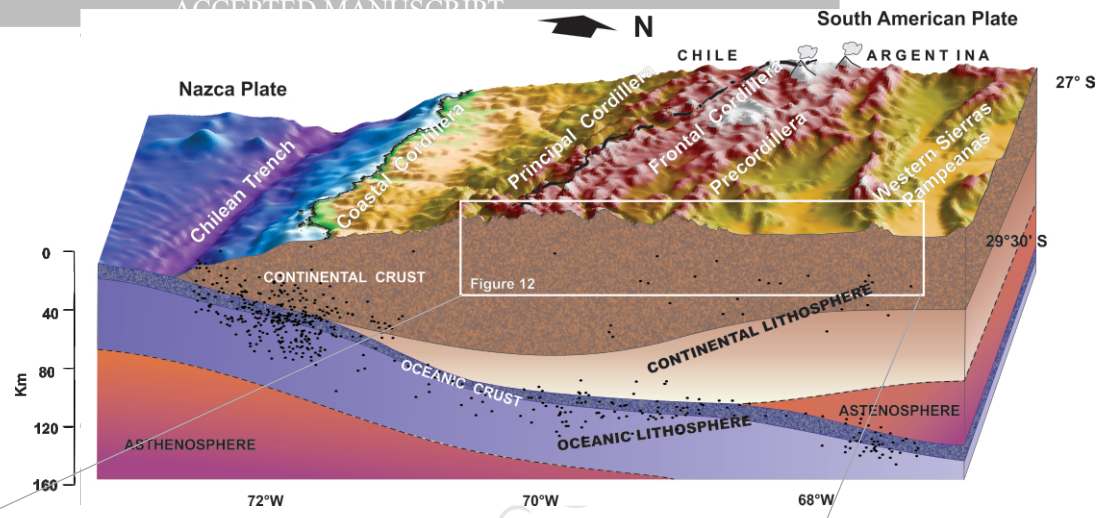 ACCEPTED MANUSCRIPT
South American Plate
N
CHILE
ARGENTINA
Nazca Plate
27° S
Chilean Trench
Coastal Cordillera
Principal Cordillera
Frontal Cordillera
Precordillera
Western Sierras
Pampeanas
29°30' S
0
40
80
120
160
Km
CONTINENTAL CRUST
Figure 12
CONTINENTAL LITHOSPHERE
OCEANIC CRUST
OCEANIC LITHOSPHERE
ASTENOSPHERE
ASTHENOSPHERE
72°W
70°W
68°W